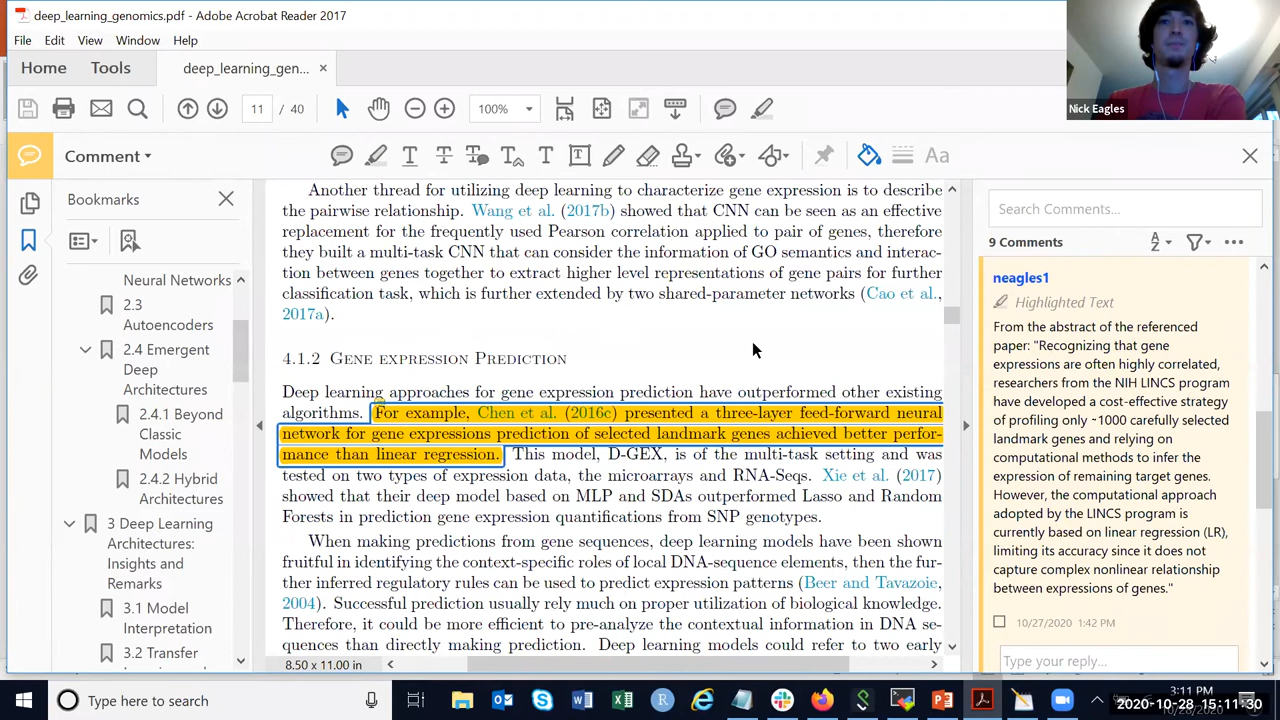 deep_learning_genomics.pdf - Adobe Acrobat Reader 2017
File Edit View Window Help
Home Tools deep_learning_gen... ×
11 / 40 100%
Nick Eagles
Comment
Bookmarks
Neural Networks
2.3
Autoencoders
2.4 Emergent
Deep
Architectures
2.4.1 Beyond
Classic
Models
2.4.2 Hybrid
Architectures
3 Deep Learning
Architectures:
Insights and
Remarks
3.1 Model
Interpretation
3.2 Transfer
Another thread for utilizing deep learning to characterize gene expression is to describe
the pairwise relationship. Wang et al. (2017b) showed that CNN can be seen as an effective
replacement for the frequently used Pearson correlation applied to pair of genes, therefore
they built a multi-task CNN that can consider the information of GO semantics and interac-
tion between genes together to extract higher level representations of gene pairs for further
classification task, which is further extended by two shared-parameter networks (Cao et al.,
2017a).
4.1.2 Gene expression Prediction
Deep learning approaches for gene expression prediction have outperformed other existing
algorithms. For example, Chen et al. (2016c) presented a three-layer feed-forward neural
network for gene expressions prediction of selected landmark genes achieved better perfor-
mance than linear regression. This model, D-GEX, is of the multi-task setting and was
tested on two types of expression data, the microarrays and RNA-Seqs. Xie et al. (2017)
showed that their deep model based on MLP and SDAs outperformed Lasso and Random
Forests in prediction gene expression quantifications from SNP genotypes.
When making predictions from gene sequences, deep learning models have been shown
fruitful in identifying the context-specific roles of local DNA-sequence elements, then the fur-
ther inferred regulatory rules can be used to predict expression patterns (Beer and Tavazoie,
2004). Successful prediction usually rely much on proper utilization of biological knowledge.
Therefore, it could be more efficient to pre-analyze the contextual information in DNA se-
quences than directly making prediction. Deep learning models could refer to two early
8.50 x 11.00 in
Search Comments...
9 Comments
neagles1
Highlighted Text
From the abstract of the referenced
paper: "Recognizing that gene
expressions are often highly correlated,
researchers from the NIH LINCS program
have developed a cost-effective strategy
of profiling only ~1000 carefully selected
landmark genes and relying on
computational methods to infer the
expression of remaining target genes.
However, the computational approach
adopted by the LINCS program is
currently based on linear regression (LR),
limiting its accuracy since it does not
capture complex nonlinear relationship
between expressions of genes."
10/27/2020 1:42 PM
Type your reply...
Type here to search
3:11 PM
2020-10-28 15:11:30